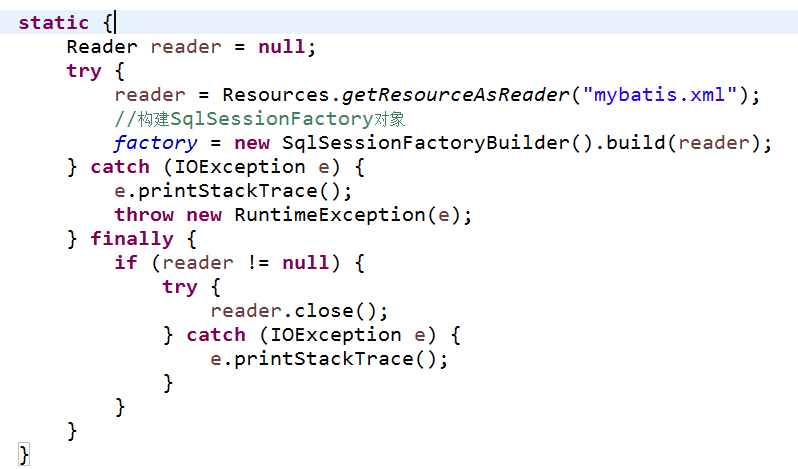 static {
    Reader reader = null;
    try {
        reader = Resources.getResourceAsReader("mybatis.xml");
        //构建SqlSessionFactory对象
        factory = new SqlSessionFactoryBuilder().build(reader);
    } catch (IOException e) {
        e.printStackTrace();
        throw new RuntimeException(e);
    } finally {
        if (reader != null) {
            try {
                reader.close();
            } catch (IOException e) {
                e.printStackTrace();
            }
        }
    }
}